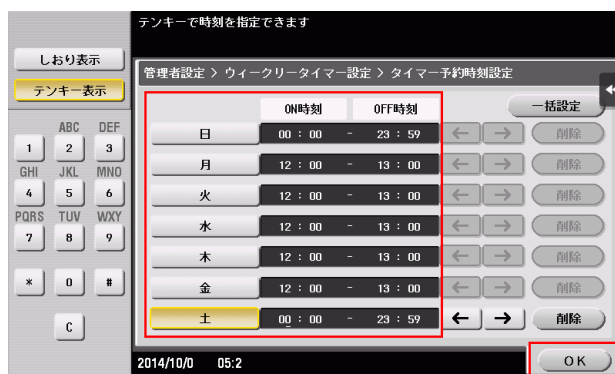 テンキーで時刻を指定できます
しおり表示
テンキー表示
管理者設定 > ウィークリータイマー設定 > タイマー予約時刻設定
ON時刻 OFF時刻 一括設定
日 00 : 00 - 23 : 59 ← → 削除
月 12 : 00 - 13 : 00 ← → 削除
火 12 : 00 - 13 : 00 ← → 削除
水 12 : 00 - 13 : 00 ← → 削除
木 12 : 00 - 13 : 00 ← → 削除
金 12 : 00 - 13 : 00 ← → 削除
土 00 : 00 - 23 : 59 ← → 削除
ABC DEF
1 2 3
GHI JKL MNO
4 5 6
PQRS TUV WXY
7 8 9
* 0 #
C
2014/10/0 05:2
OK